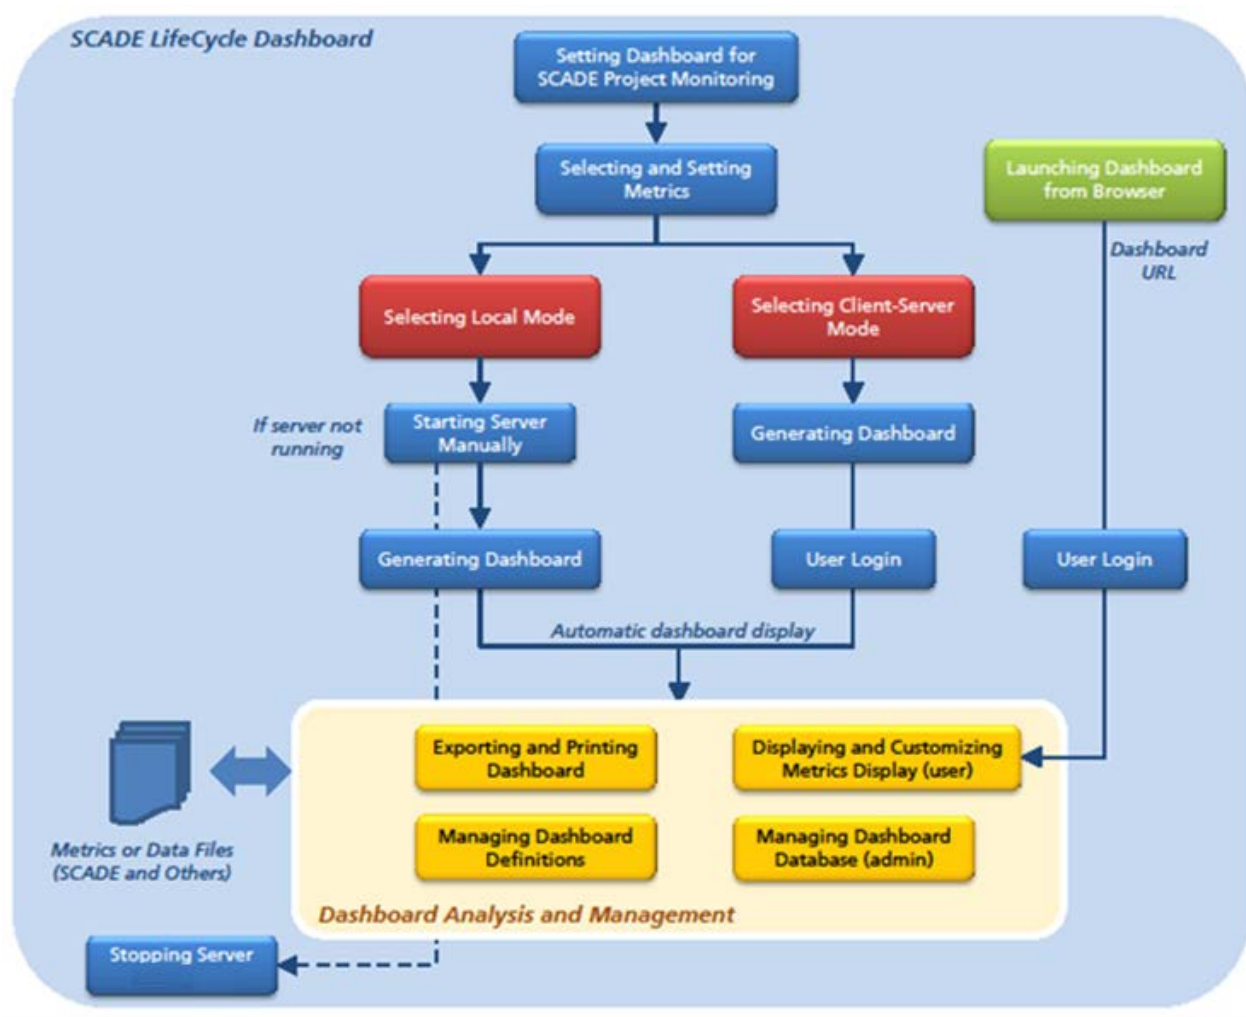 SCADE LifeCycle Dashboard
Setting Dashboard for
SCADE Project Monitoring
Selecting and Setting
Metrics
Launching Dashboard
from Browser
Dashboard
URL
Selecting Local Mode
Selecting Client-Server
Mode
If server not
running
Starting Server
Manually
Generating Dashboard
Generating Dashboard
User Login
User Login
Automatic dashboard display
Exporting and Printing
Dashboard
Displaying and Customizing
Metrics Display (user)
Managing Dashboard
Definitions
Managing Dashboard
Database (admin)
Metrics or Data Files
(SCADE and Others)
Dashboard Analysis and Management
Stopping Server